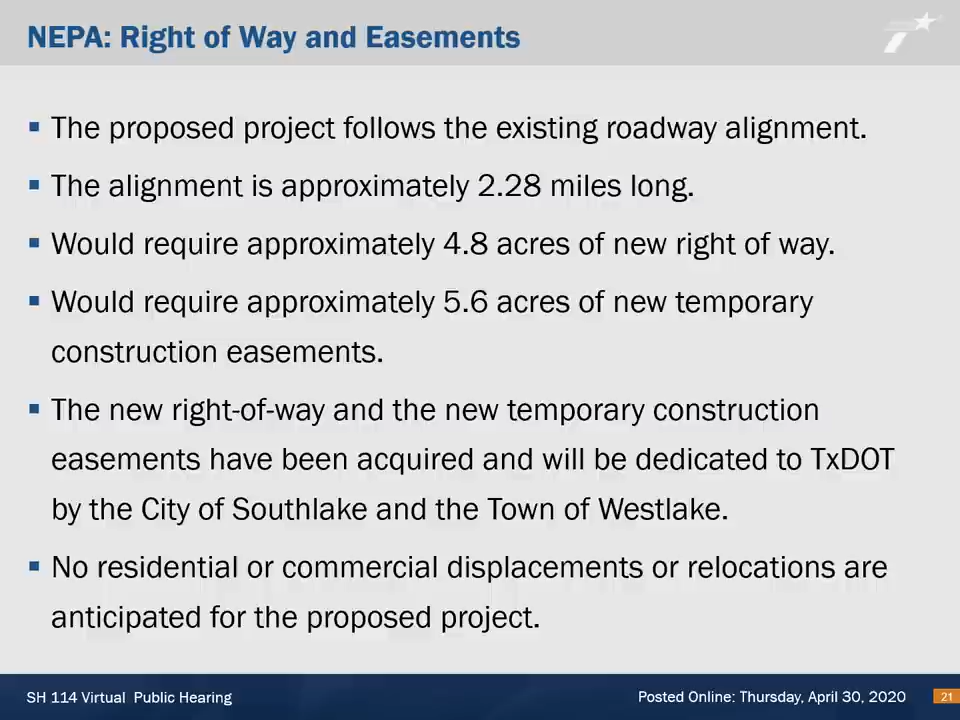 NEPA: Right of Way and Easements
▪ The proposed project follows the existing roadway alignment.
▪ The alignment is approximately 2.28 miles long.
▪ Would require approximately 4.8 acres of new right of way.
▪ Would require approximately 5.6 acres of new temporary
construction easements.
▪ The new right-of-way and the new temporary construction
easements have been acquired and will be dedicated to TxDOT
by the City of Southlake and the Town of Westlake.
▪ No residential or commercial displacements or relocations are
anticipated for the proposed project.
SH 114 Virtual Public Hearing
Posted Online: Thursday, April 30, 2020
21